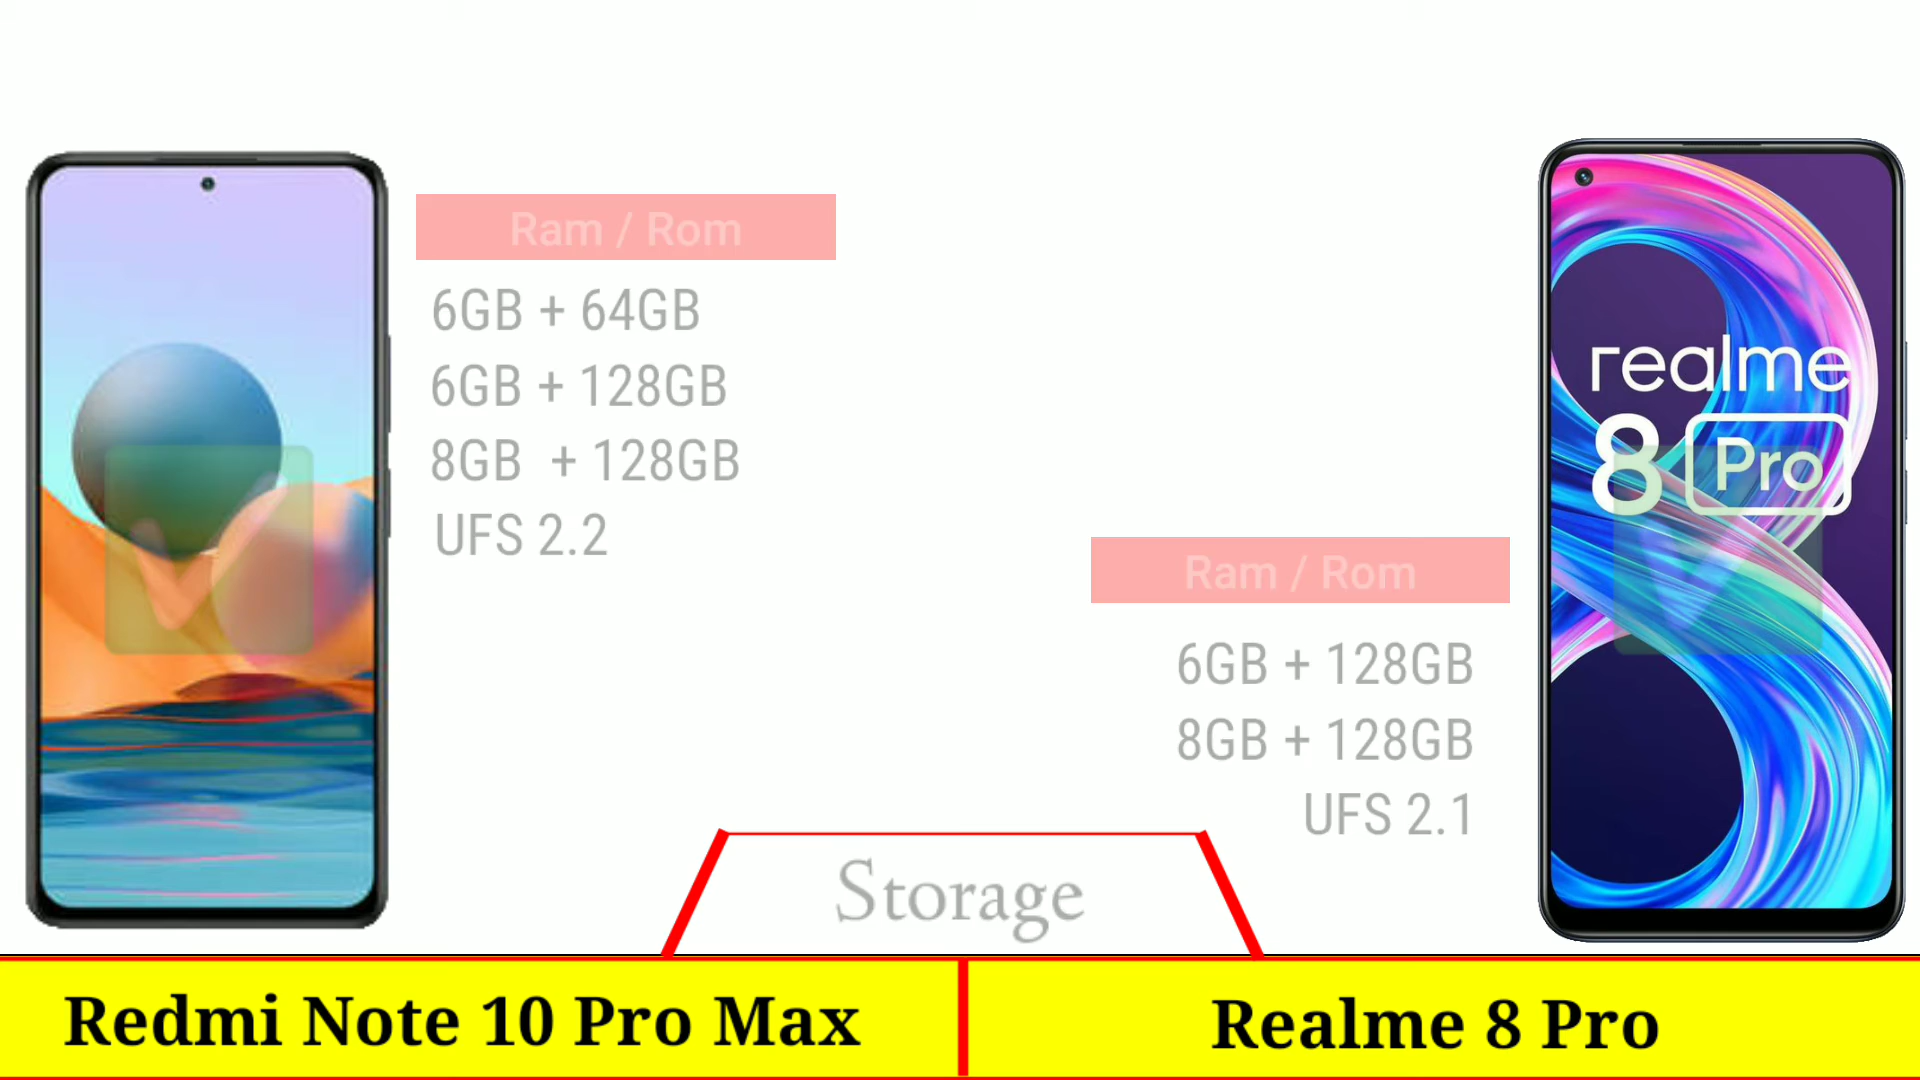 Ram / Rom
6GB + 64GB
6GB + 128GB
8GB + 128GB
UFS 2.2
realme
8 Pro
Ram / Rom
6GB + 128GB
8GB + 128GB
UFS 2.1
Storage
Redmi Note 10 Pro Max
Realme 8 Pro